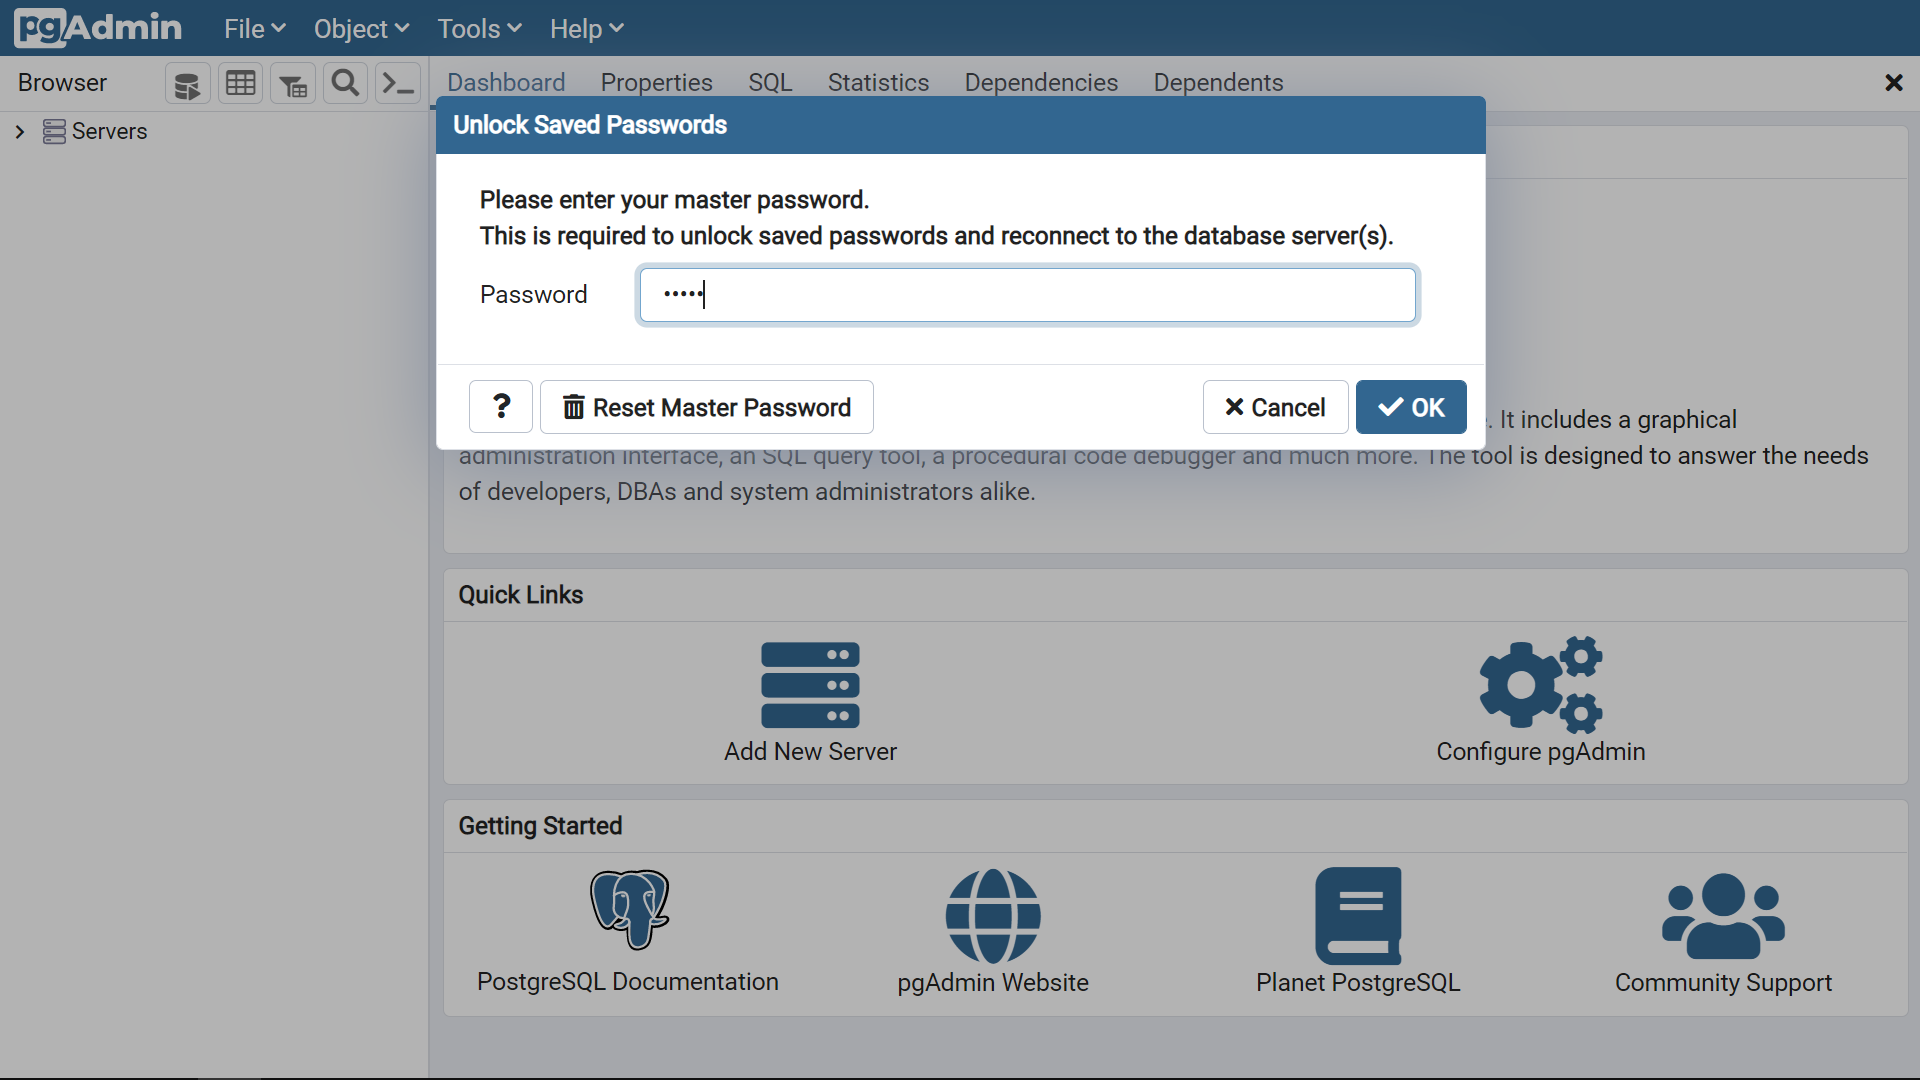 pgAdmin File Object Tools Help
Browser Dashboard Properties SQL Statistics Dependencies Dependents
Servers
Unlock Saved Passwords
Please enter your master password.
This is required to unlock saved passwords and reconnect to the database server(s).
Password •••••
? Reset Master Password Cancel OK
. It includes a graphical
administration interface, an SQL query tool, a procedural code debugger and much more. The tool is designed to answer the needs
of developers, DBAs and system administrators alike.
Quick Links
Add New Server Configure pgAdmin
Getting Started
PostgreSQL Documentation pgAdmin Website Planet PostgreSQL Community Support